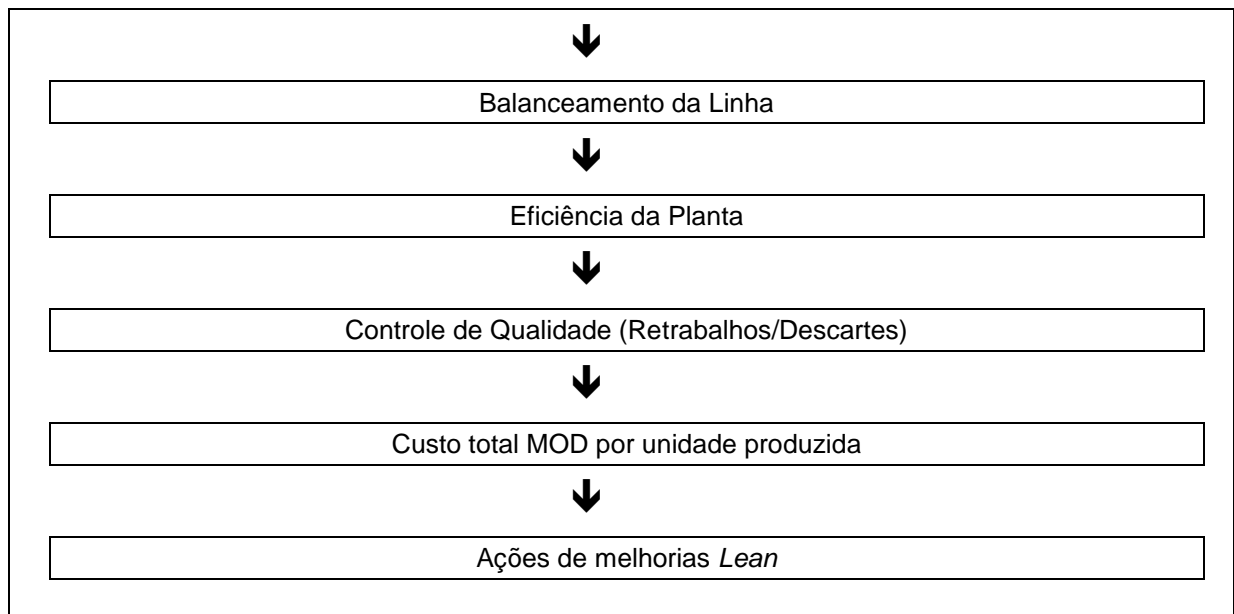 Balanceamento da Linha
Eficiência da Planta
Controle de Qualidade (Retrabalhos/Descartes)
Custo total MOD por unidade produzida
Ações de melhorias Lean